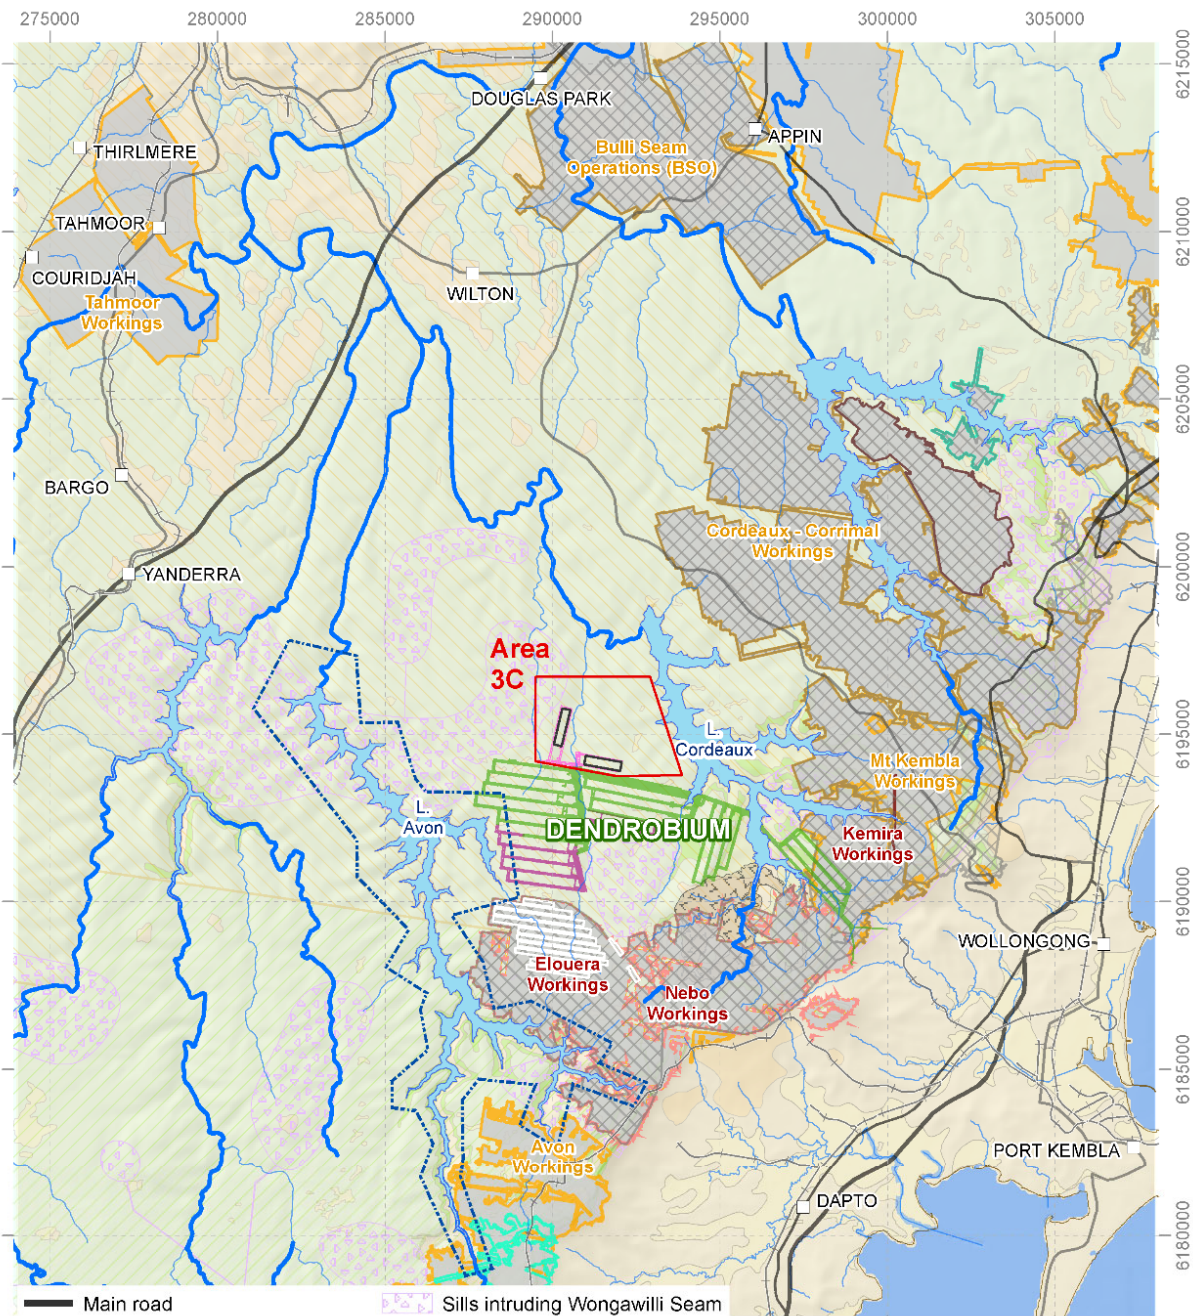 275000 280000 285000 290000 295000 300000 305000
6215000
DOUGLAS PARK
APPIN
THIRLMERE
Bulli Seam
Operations (BSO)
TAHMOOR
6210000
COURIDJAH
WILTON
Tahmoor
Workings
6205000
BARGO
Cordeaux - Corrimal
Workings
YANDERRA
6200000
Area
3C
6195000
L.
Cordeaux
Mt Kembla
Workings
L.
Avon
DENDROBIUM
Kemira
Workings
6190000
WOLLONGONG
Elouera
Workings
Nebo
Workings
6185000
Avon
Workings
PORT KEMBLA
DAPTO
6180000
Main road
Sills intruding Wongawilli Seam